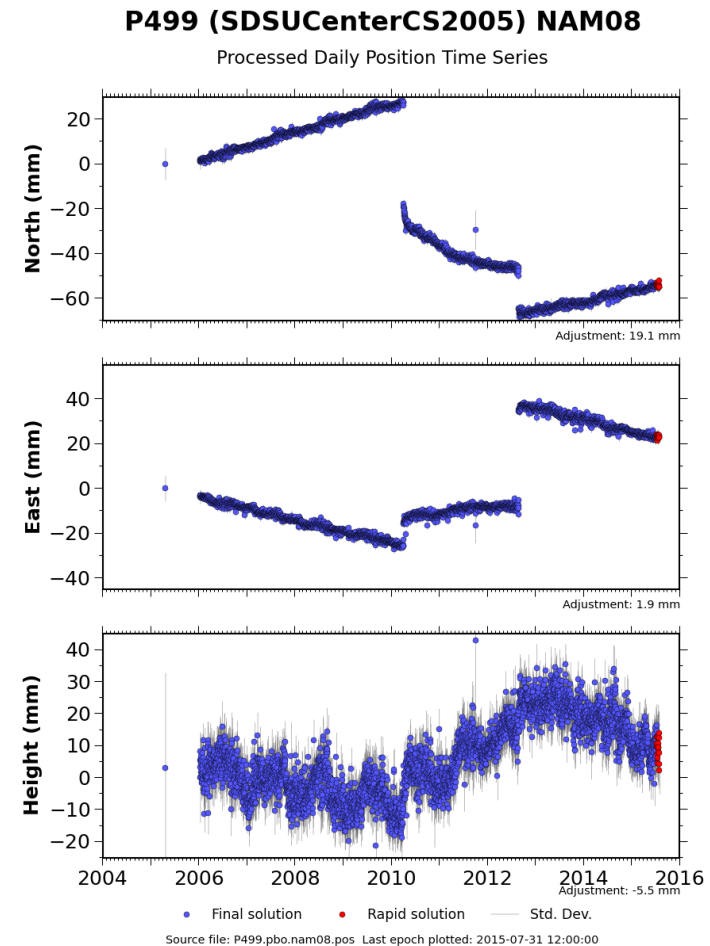 P499 (SDSUCenterCS2005) NAM08
Processed Daily Position Time Series
North (mm)
20
0
−20
−40
−60
Adjustment: 19.1 mm
East (mm)
40
20
0
−20
−40
Adjustment: 1.9 mm
Height (mm)
40
30
20
10
0
−10
−20
2004 2006 2008 2010 2012 2014 2016
Adjustment: -5.5 mm
Final solution Rapid solution Std. Dev.
Source file: P499.pbo.nam08.pos Last epoch plotted: 2015-07-31 12:00:00